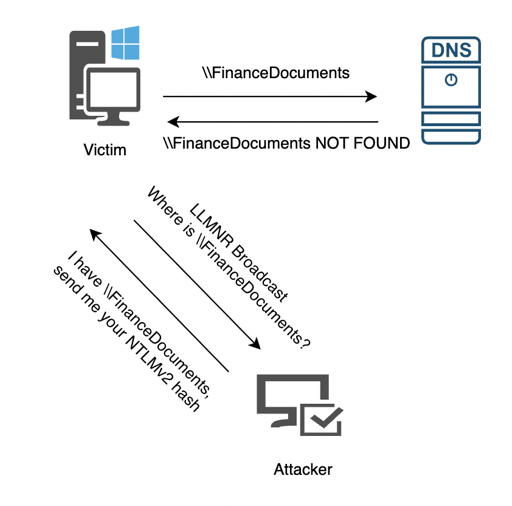 \\FinanceDocuments
DNS
\\FinanceDocuments NOT FOUND
Victim
LLMNR Broadcast
Where is \\FinanceDocuments?
I have \\FinanceDocuments,
send me your NTLMv2 hash
Attacker